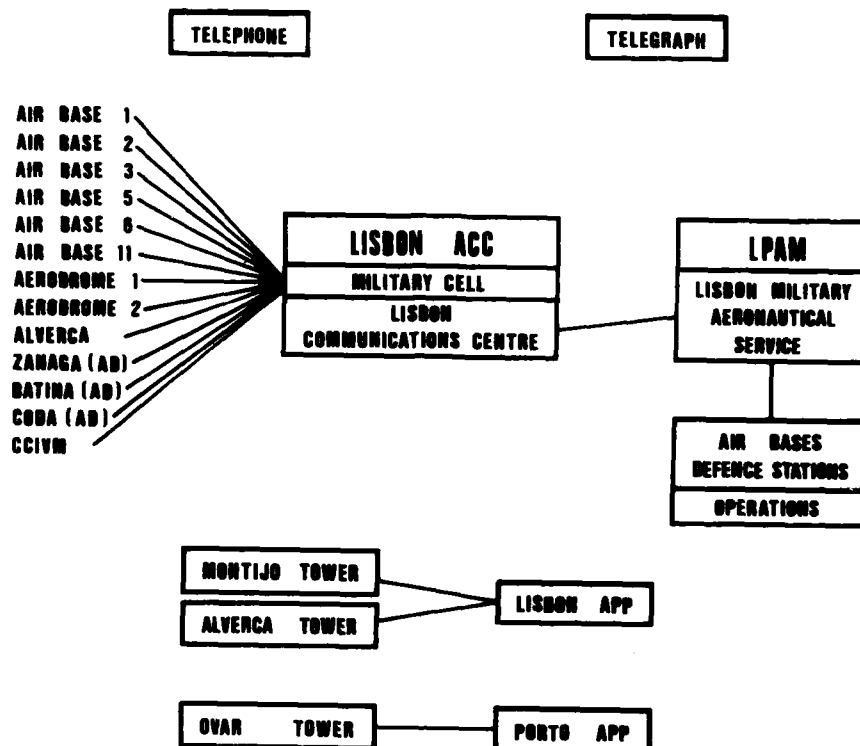 TELEPHONE
TELEGRAPH
AIR BASE 1
AIR BASE 2
AIR BASE 3
AIR BASE 5
AIR BASE 6
AIR BASE 11
AERODROME 1
AERODROME 2
ALVERCA
ZANAGA (AD)
BATINA (AD)
CODA (AD)
CCIVM
LISBON ACC
MILITARY CELL
LISBON
COMMUNICATIONS CENTRE
LPAM
LISBON MILITARY
AERONAUTICAL
SERVICE
AIR BASES
DEFENCE STATIONS
OPERATIONS
MONTIJO TOWER
ALVERCA TOWER
LISBON APP
OVAR TOWER
PORTO APP